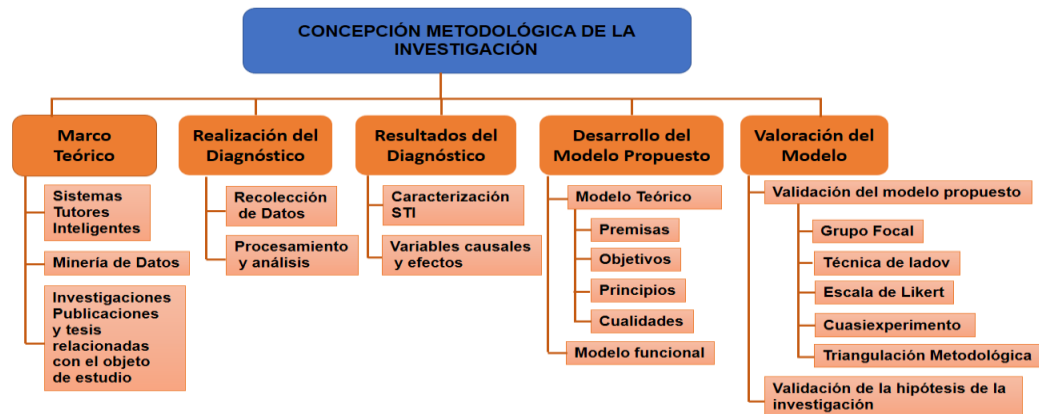 CONCEPCIÓN METODOLÓGICA DE LA
INVESTIGACIÓN
Marco
Teórico
Sistemas
Tutores
Inteligentes
Minería de Datos
Investigaciones
Publicaciones
y tesis
relacionadas
con el objeto
de estudio
Realización del
Diagnóstico
Recolección
de Datos
Procesamiento
y análisis
Resultados del
Diagnóstico
Caracterización
STI
Variables causales
y efectos
Desarrollo del
Modelo Propuesto
Modelo Teórico
Premisas
Objetivos
Principios
Cualidades
Modelo funcional
Valoración del
Modelo
Validación del modelo propuesto
Grupo Focal
Técnica de Iadov
Escala de Likert
Cuasiexperimento
Triangulación Metodológica
Validación de la hipótesis de la
investigación